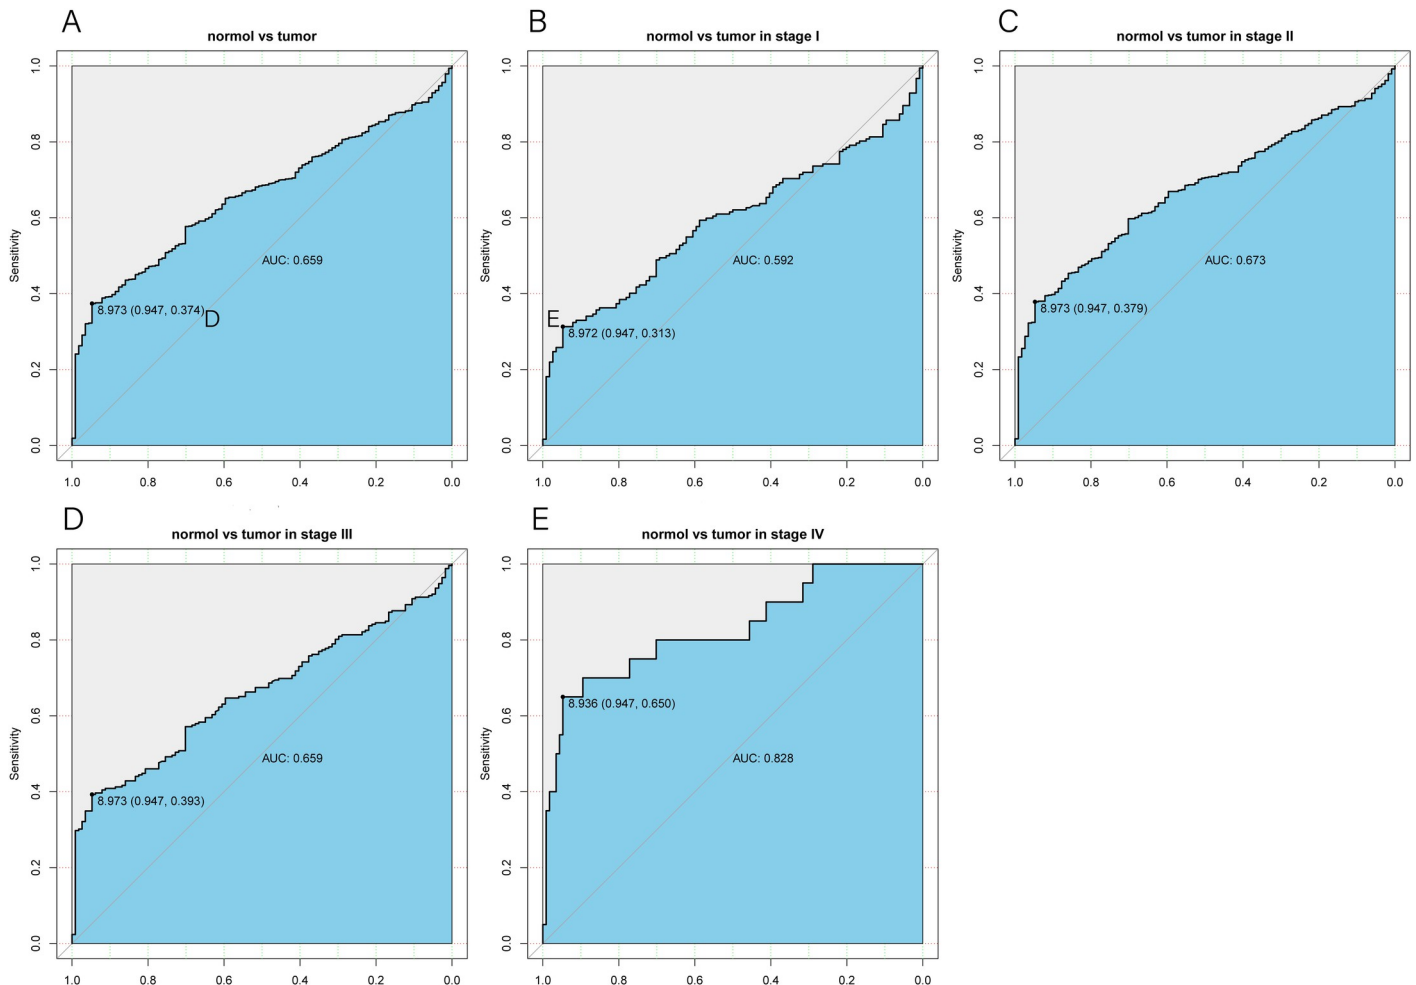 A
normol vs tumor
Sensitivity
0.0 0.2 0.4 0.6 0.8 1.0
8.973 (0.947, 0.374)
D
AUC: 0.659
1.0 0.8 0.6 0.4 0.2 0.0
B
normol vs tumor in stage I
Sensitivity
0.0 0.2 0.4 0.6 0.8 1.0
E
8.972 (0.947, 0.313)
AUC: 0.592
1.0 0.8 0.6 0.4 0.2 0.0
C
normol vs tumor in stage II
Sensitivity
0.0 0.2 0.4 0.6 0.8 1.0
8.973 (0.947, 0.379)
AUC: 0.673
1.0 0.8 0.6 0.4 0.2 0.0
D
normol vs tumor in stage III
Sensitivity
0.0 0.2 0.4 0.6 0.8 1.0
8.973 (0.947, 0.393)
AUC: 0.659
1.0 0.8 0.6 0.4 0.2 0.0
E
normol vs tumor in stage IV
Sensitivity
0.0 0.2 0.4 0.6 0.8 1.0
8.936 (0.947, 0.650)
AUC: 0.828
1.0 0.8 0.6 0.4 0.2 0.0